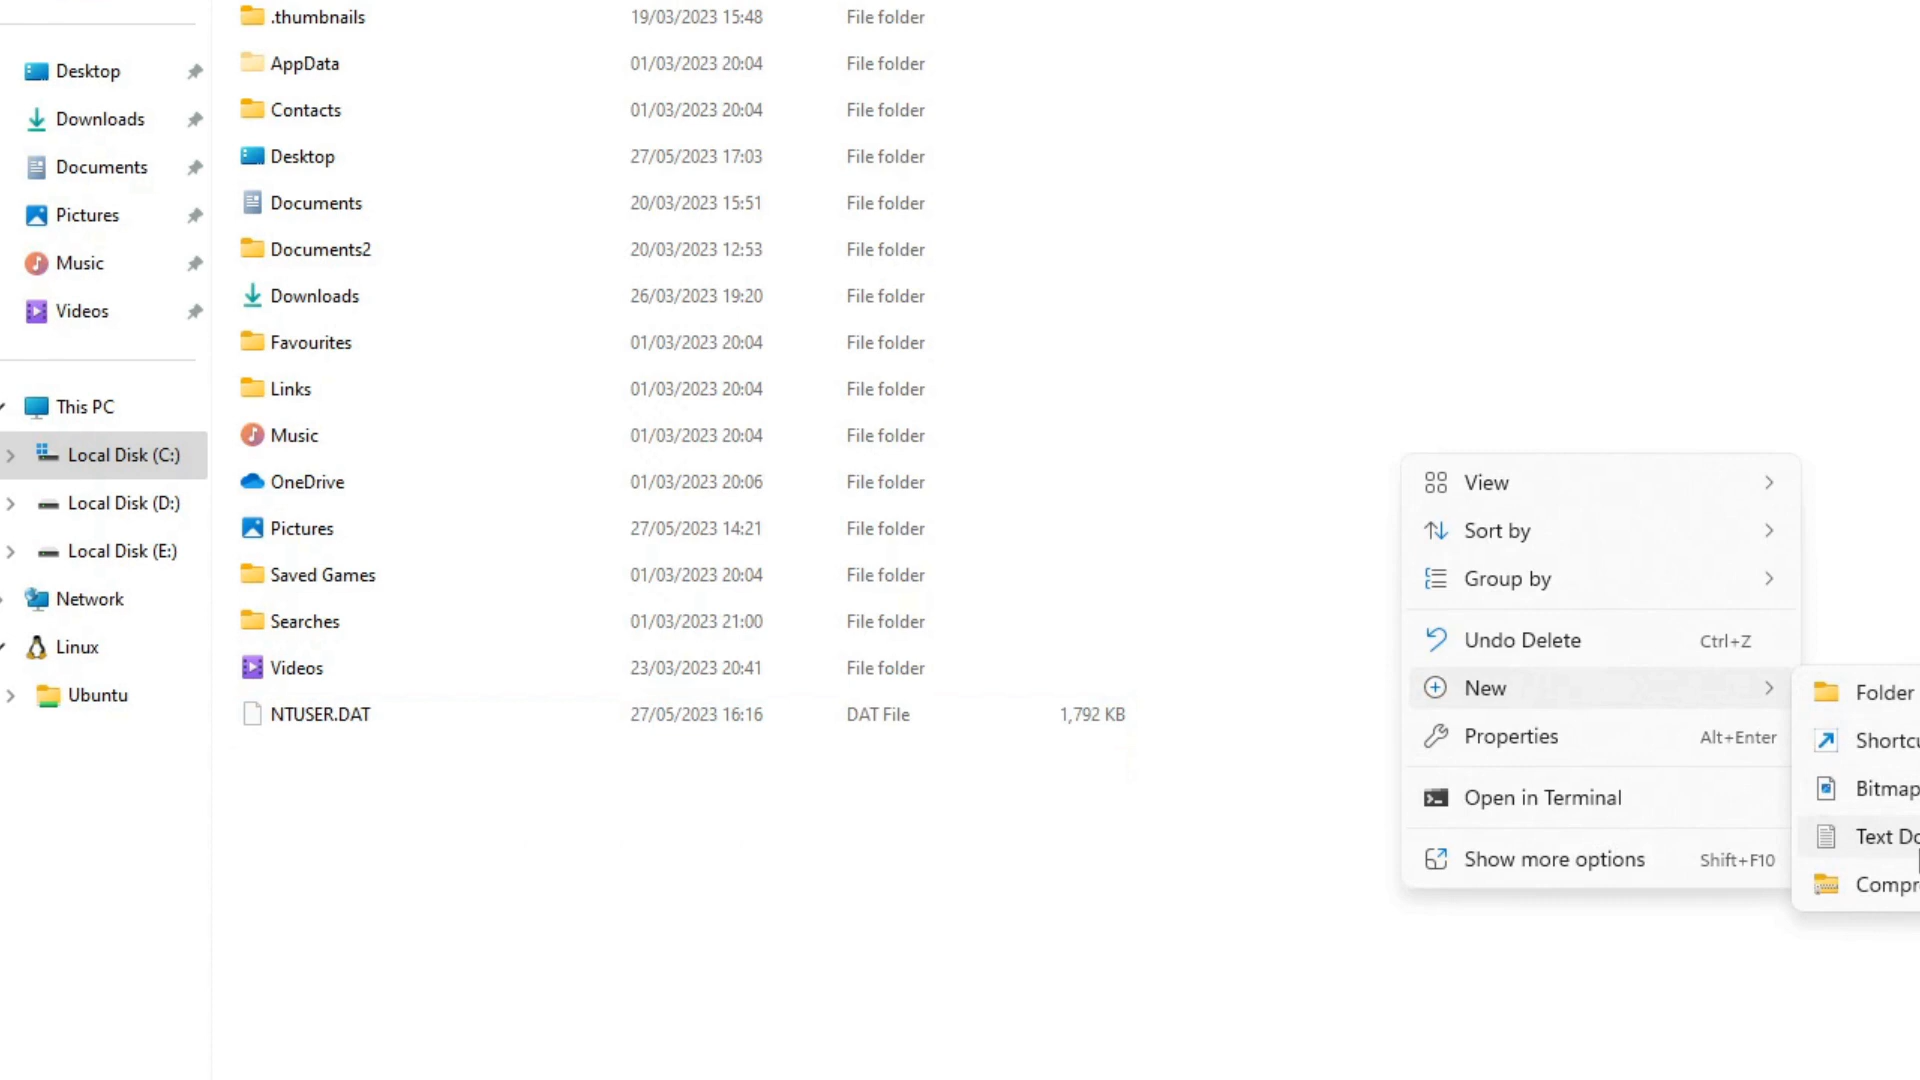 .thumbnails 19/03/2023 15:48 File folder
Desktop
AppData 01/03/2023 20:04 File folder
Downloads
Contacts 01/03/2023 20:04 File folder
Documents
Desktop 27/05/2023 17:03 File folder
Pictures
Documents 20/03/2023 15:51 File folder
Music
Documents2 20/03/2023 12:53 File folder
Videos
Downloads 26/03/2023 19:20 File folder
Favourites 01/03/2023 20:04 File folder
This PC
Links 01/03/2023 20:04 File folder
Local Disk (C:)
Music 01/03/2023 20:04 File folder
Local Disk (D:)
OneDrive 01/03/2023 20:06 File folder
Local Disk (E:)
Pictures 27/05/2023 14:21 File folder
Network
Saved Games 01/03/2023 20:04 File folder
Linux
Searches 01/03/2023 21:00 File folder
Ubuntu
Videos 23/03/2023 20:41 File folder
NTUSER.DAT 27/05/2023 16:16 DAT File 1,792 KB
View
Sort by
Group by
Undo Delete Ctrl+Z
New
Properties Alt+Enter
Open in Terminal
Show more options Shift+F10
Folder
Shortcu
Bitmap
Text Do
Compr